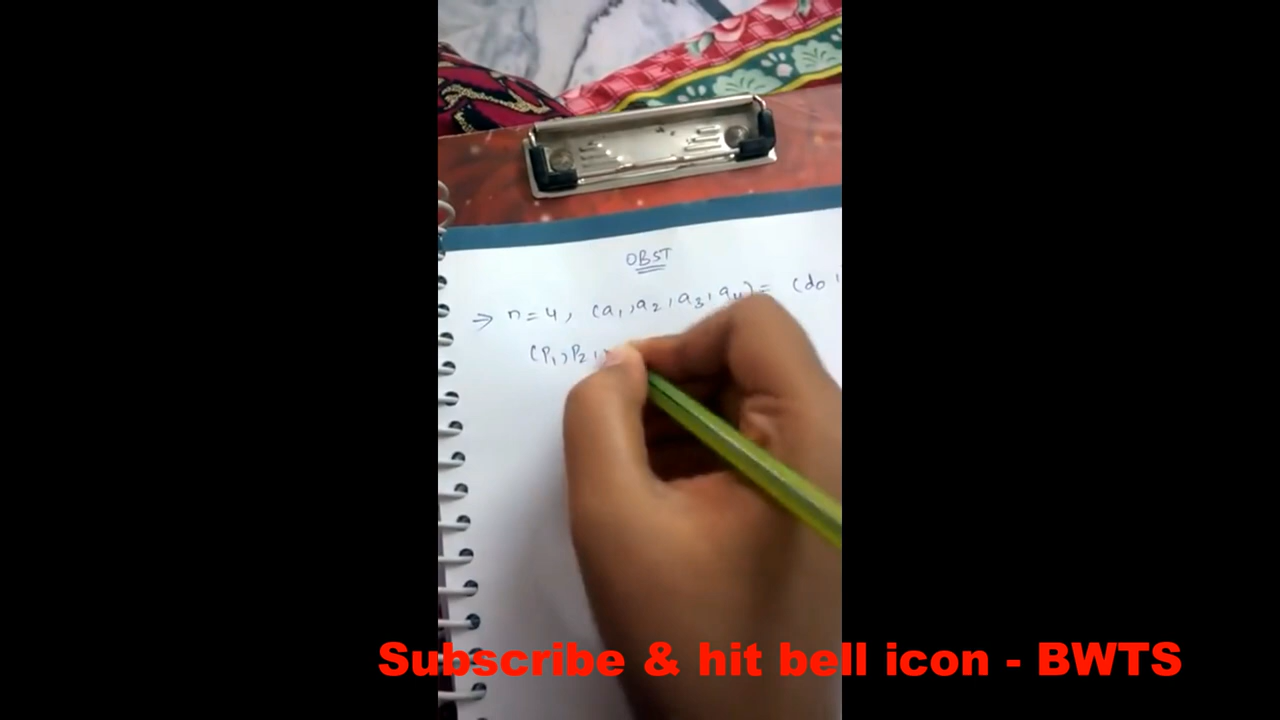 OBST
→ n=4, (a1,a2,a3,a4)= (do,
(P1,P2,
Subscribe & hit bell icon - BWTS